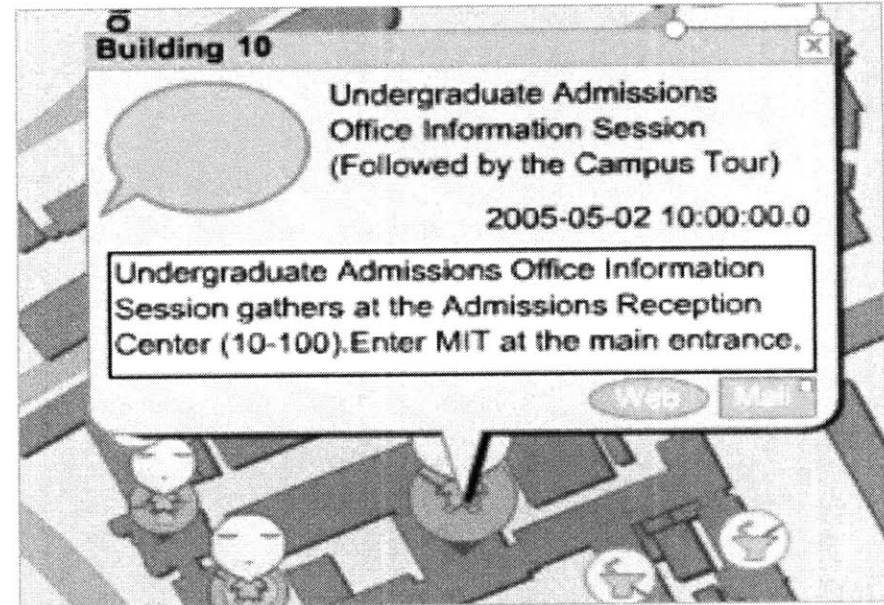 Building 10
Undergraduate Admissions
Office Information Session
(Followed by the Campus Tour)
2005-05-02 10:00:00.0
Undergraduate Admissions Office Information
Session gathers at the Admissions Reception
Center (10-100).Enter MIT at the main entrance.
Web Mail